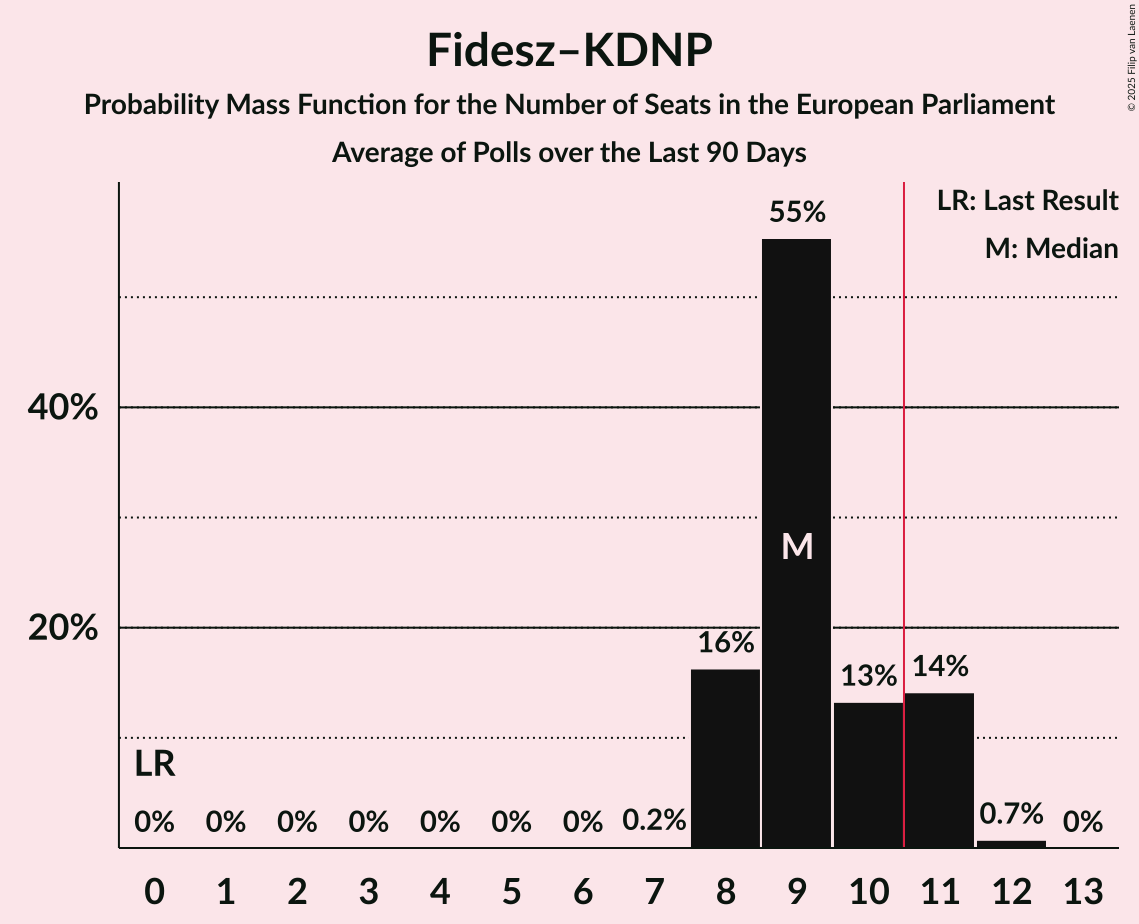 Fidesz–KDNP
Probability Mass Function for the Number of Seats in the European Parliament
Average of Polls over the Last 90 Days
© 2025 Filip van Laenen
LR: Last Result
M: Median
55%
40%
M
20%
16%
13%
14%
LR
0%
0%
0%
0%
0%
0%
0%
0.2%
0.7%
0%
0 1 2 3 4 5 6 7 8 9 10 11 12 13